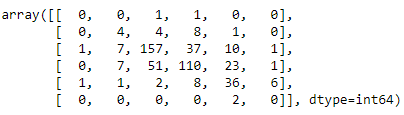 array([[  0,   0,   1,   1,   0,   0],
       [  0,   4,   4,   8,   1,   0],
       [  1,   7, 157,  37,  10,   1],
       [  0,   7,  51, 110,  23,   1],
       [  1,   1,   2,   8,  36,   6],
       [  0,   0,   0,   0,   2,   0]], dtype=int64)